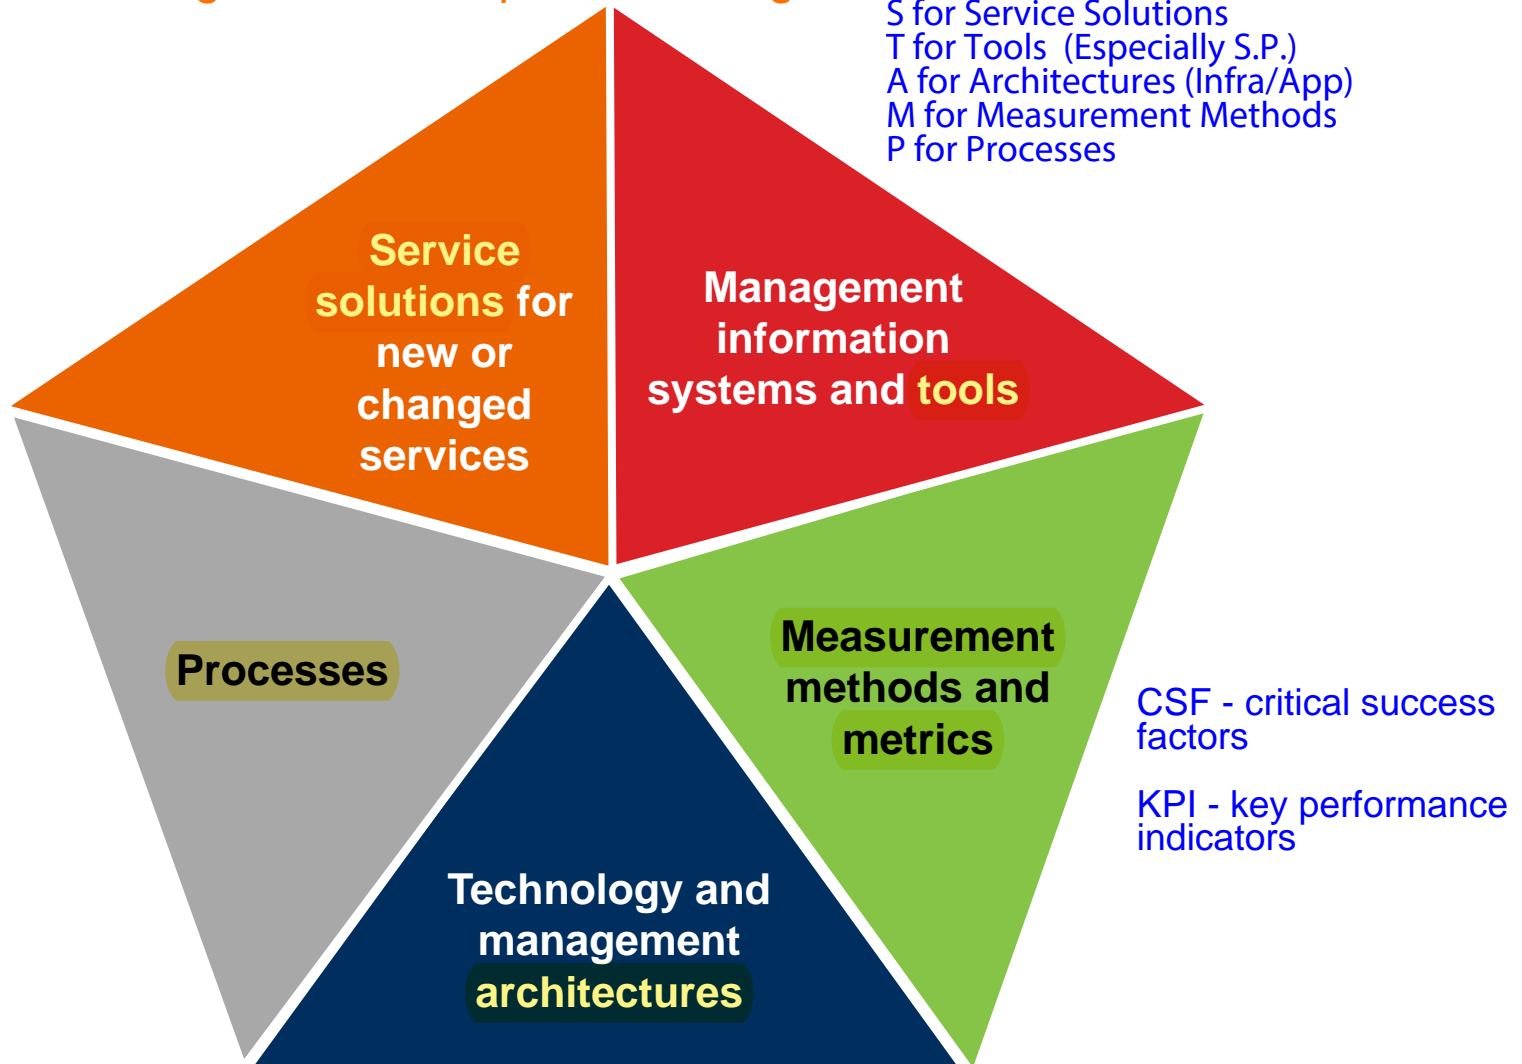 S for Service Solutions
T for Tools (Especially S.P.)
A for Architectures (Infra/App)
M for Measurement Methods
P for Processes
Service
solutions for
new or
changed
services
Management
information
systems and tools
Processes
Measurement
methods and
metrics
CSF - critical success
factors
KPI - key performance
indicators
Technology and
management
architectures